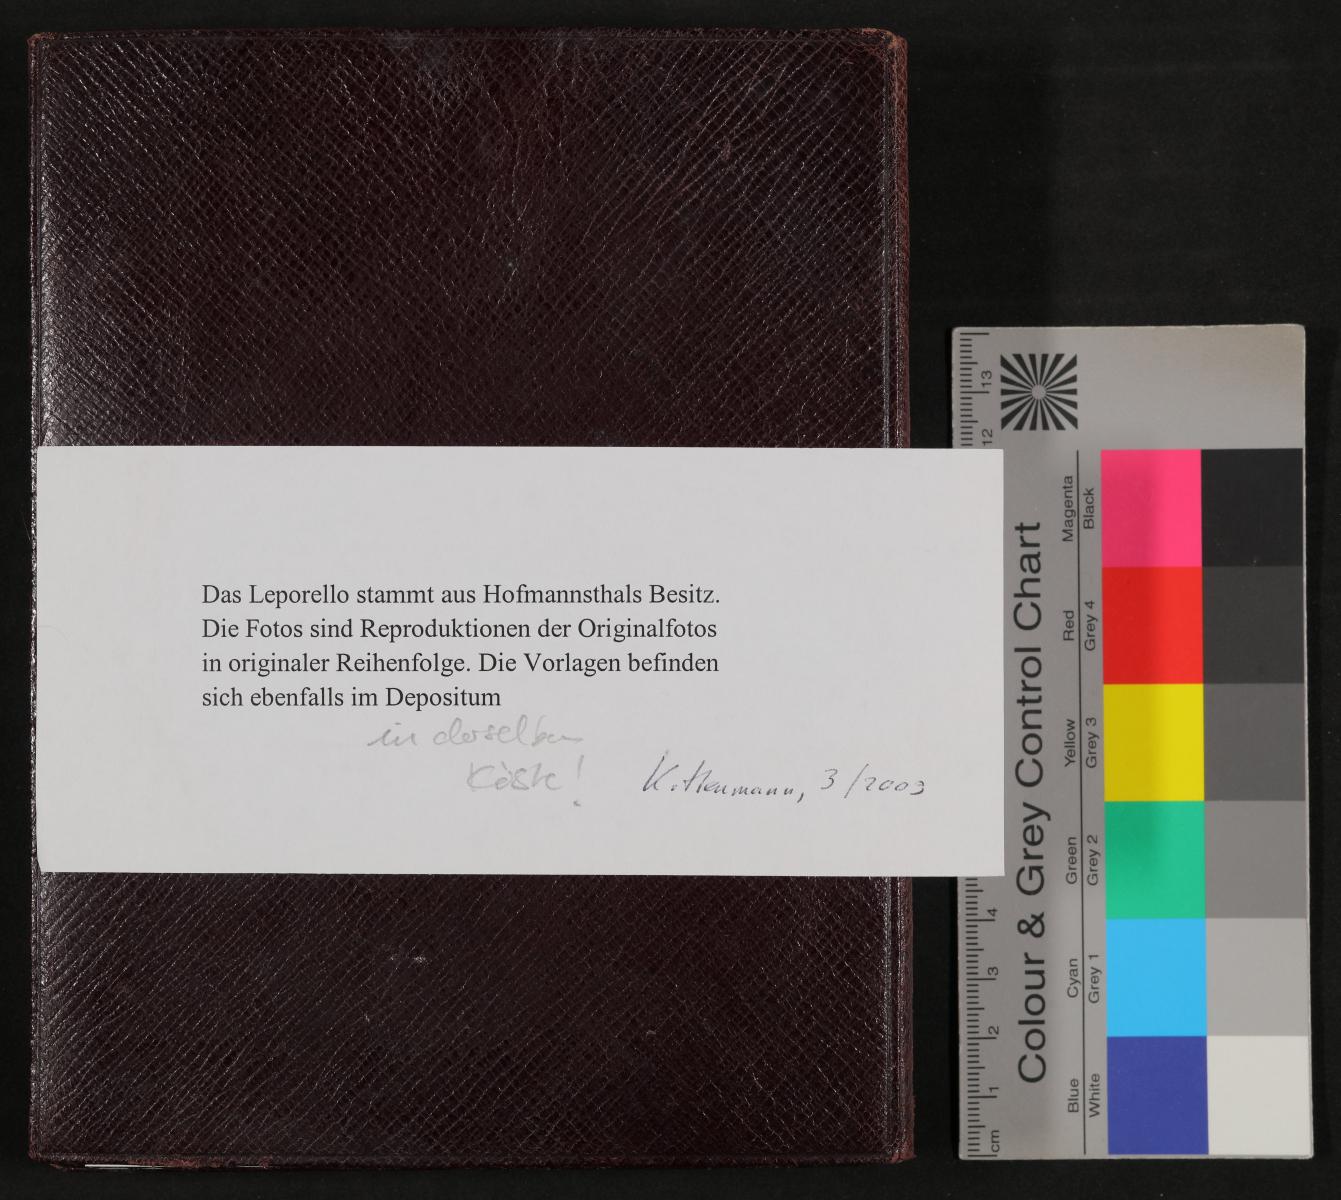 Das Leporello stammt aus Hofmannsthals Besitz.
Die Fotos sind Reproduktionen der Originalfotos
in originaler Reihenfolge. Die Vorlagen befinden
sich ebenfalls im Depositum
in derselben
3/2003
Colour & Grey Control Chart
Blue Cyan Green Yellow Red Magenta
White Grey 1 Grey 2 Grey 3 Grey 4 Black
cm 1 2 3 4 12 13